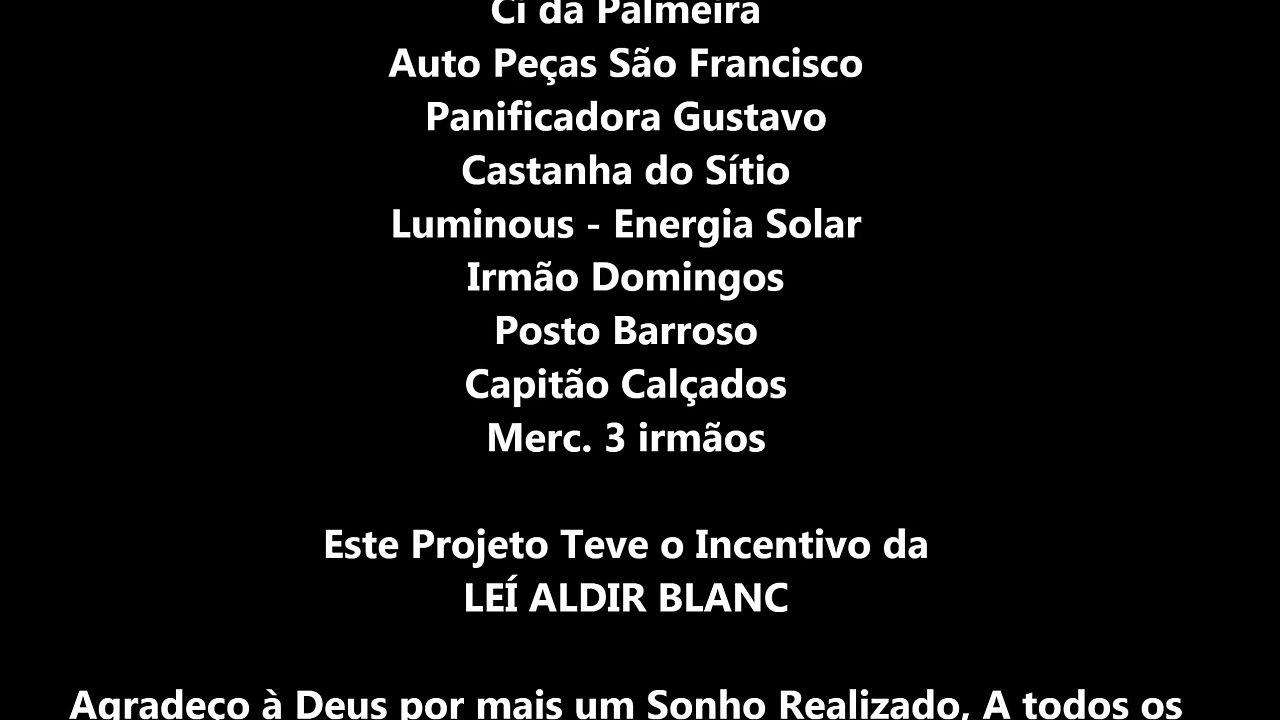 Ci da Palmeira
Auto Peças São Francisco
Panificadora Gustavo
Castanha do Sítio
Luminous - Energia Solar
Irmão Domingos
Posto Barroso
Capitão Calçados
Merc. 3 irmãos
Este Projeto Teve o Incentivo da
LEÍ ALDIR BLANC
Agradeço à Deus por mais um Sonho Realizado, A todos os